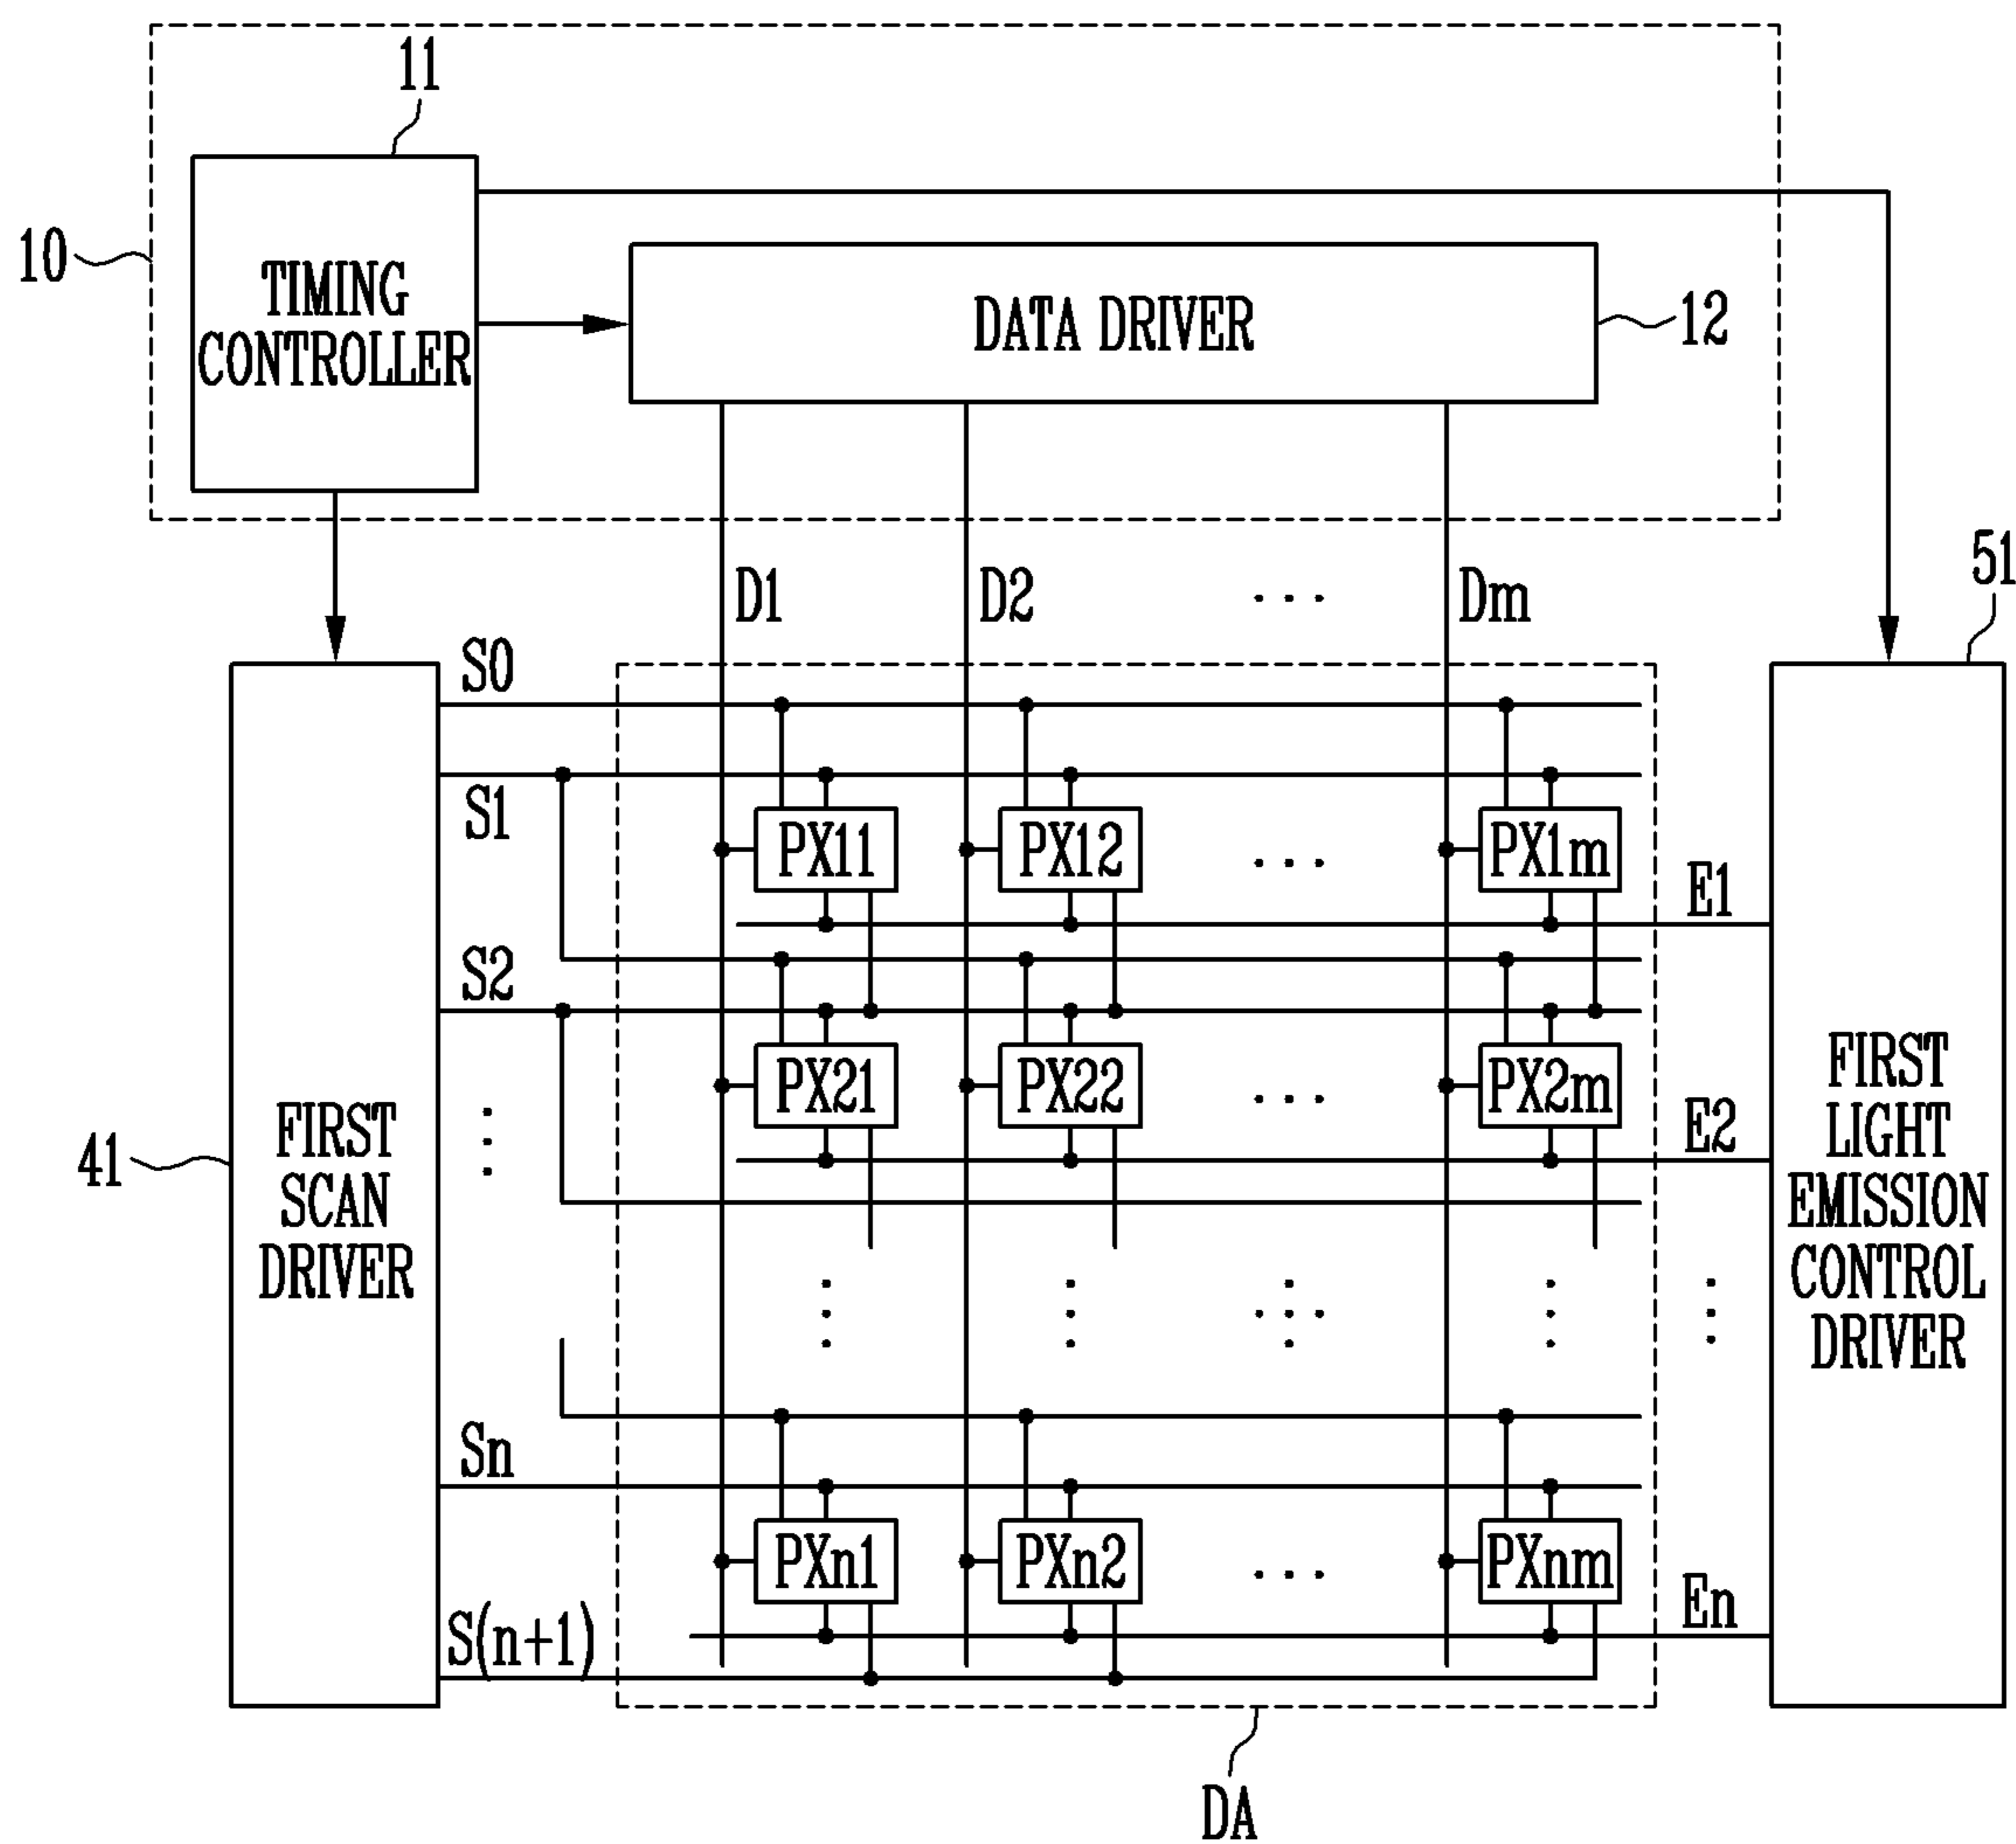 11
10
TIMING
CONTROLLER
DATA DRIVER
12
51
D1 D2 ... Dm
S0
S1
PX11 PX12 ... PX1m
E1
S2
PX21 PX22 ... PX2m
E2
41
FIRST
SCAN
DRIVER
FIRST
LIGHT
EMISSION
CONTROL
DRIVER
Sn
PXn1 PXn2 ... PXnm
En
S(n+1)
DA